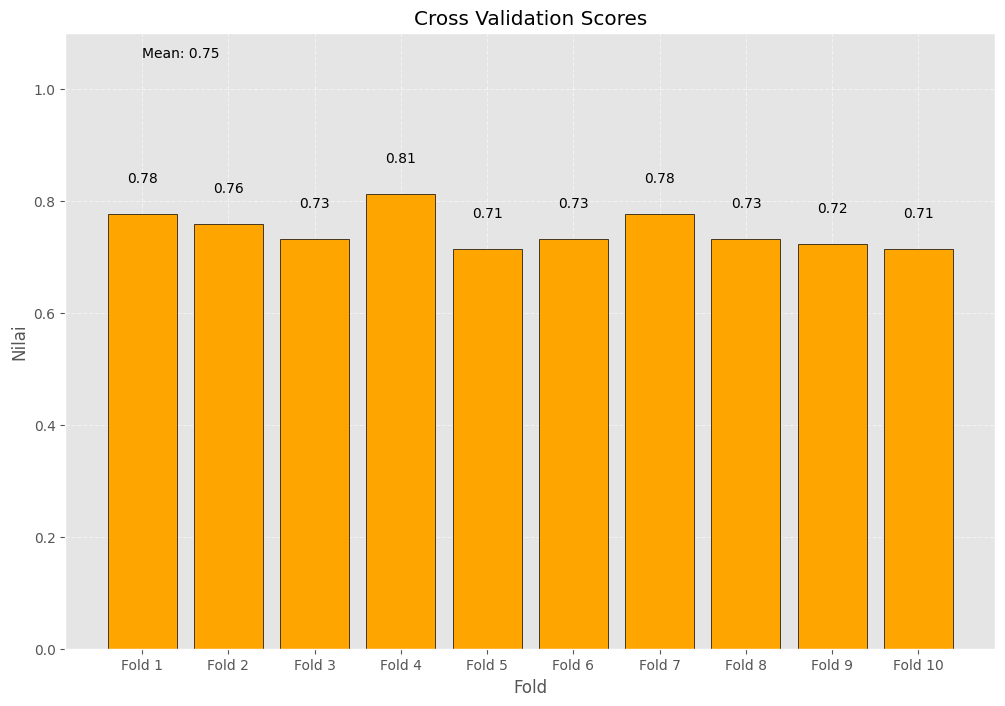 Cross Validation Scores
Mean: 0.75
1.0
0.8
0.6
0.4
0.2
0.0
Nilai
0.78
0.76
0.73
0.81
0.71
0.73
0.78
0.73
0.72
0.71
Fold 1
Fold 2
Fold 3
Fold 4
Fold 5
Fold 6
Fold 7
Fold 8
Fold 9
Fold 10
Fold